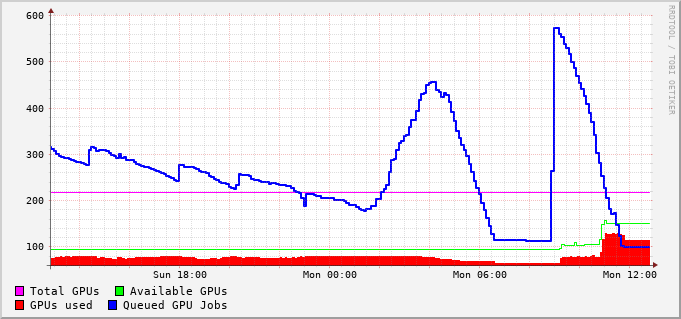 600
500
400
300
200
100
Sun 18:00 Mon 00:00 Mon 06:00 Mon 12:00
Total GPUs Available GPUs
GPUs used Queued GPU Jobs
RRDTOOL / TOBI OETIKER